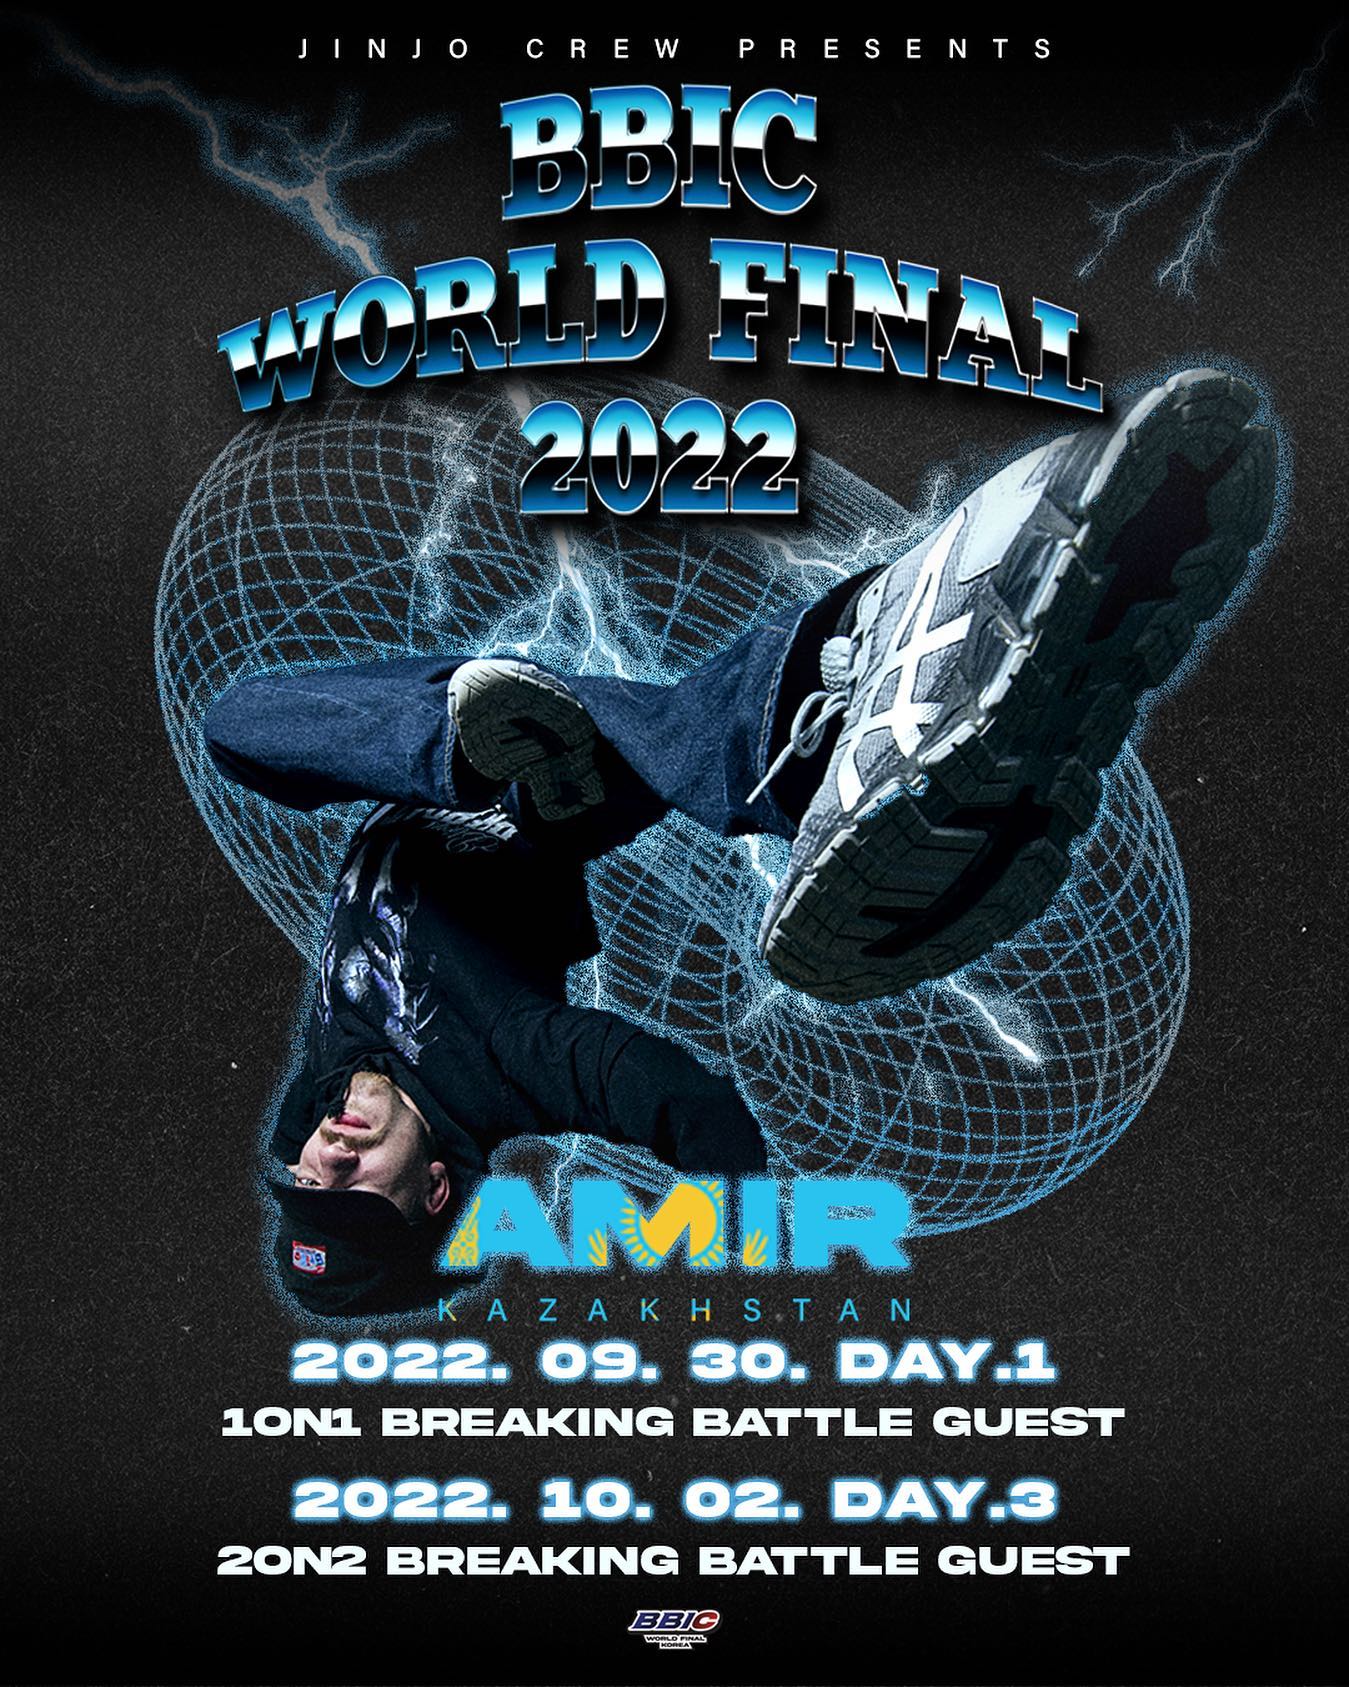 JINJO CREW PRESENTS
BBIC
WORLD FINAL
2022
AMIR
KAZAKHSTAN
2022. 09. 30. DAY.1
1ON1 BREAKING BATTLE GUEST
2022. 10. 02. DAY.3
2ON2 BREAKING BATTLE GUEST
BBIC
WORLD FINAL
KOREA